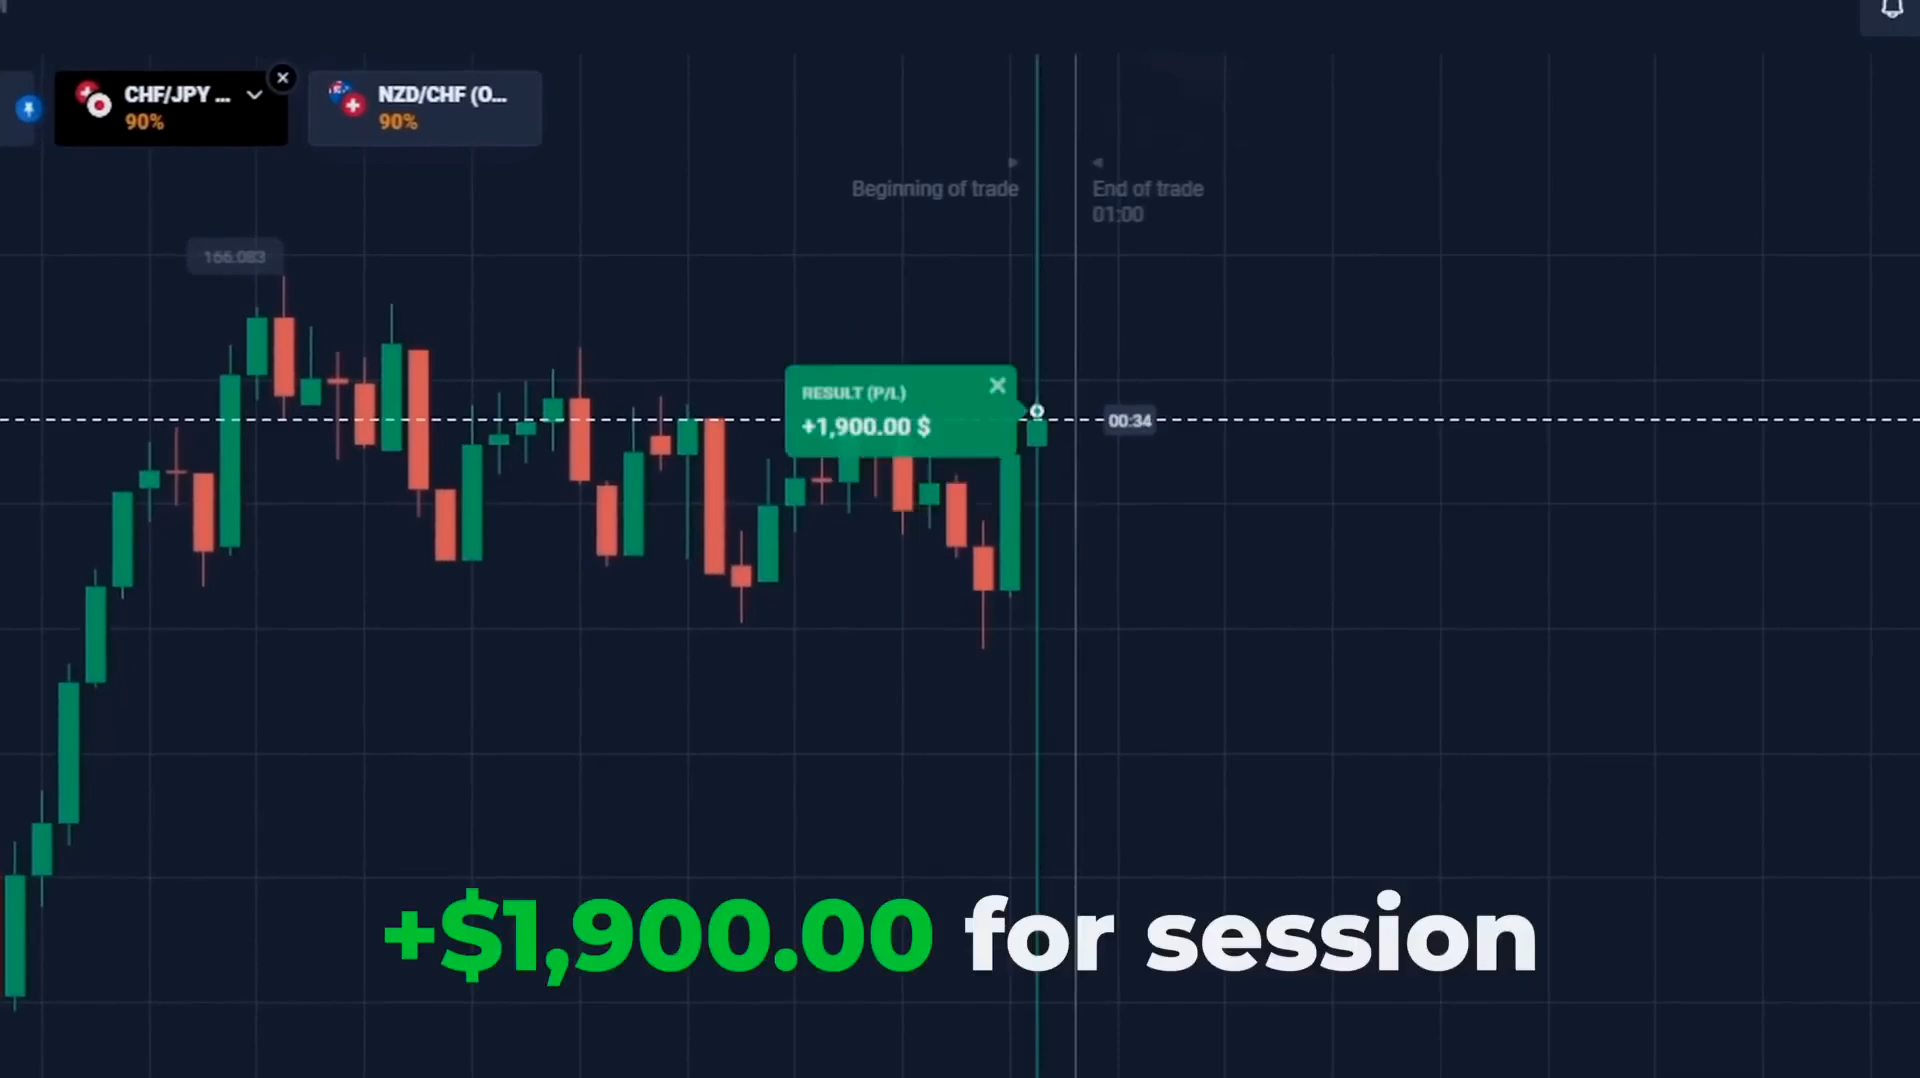 CHF/JPY ...
90%
NZD/CHF (O...
90%
Beginning of trade
End of trade
01:00
166.083
RESULT (P/L)
+1,900.00 $
00:34
+$1,900.00 for session